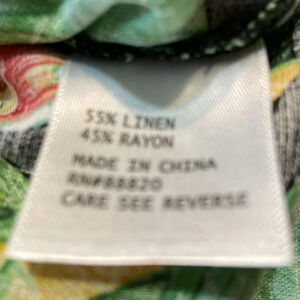 55% LINEN
45% RAYON
MADE IN CHINA
RN#88820
CARE SEE REVERSE